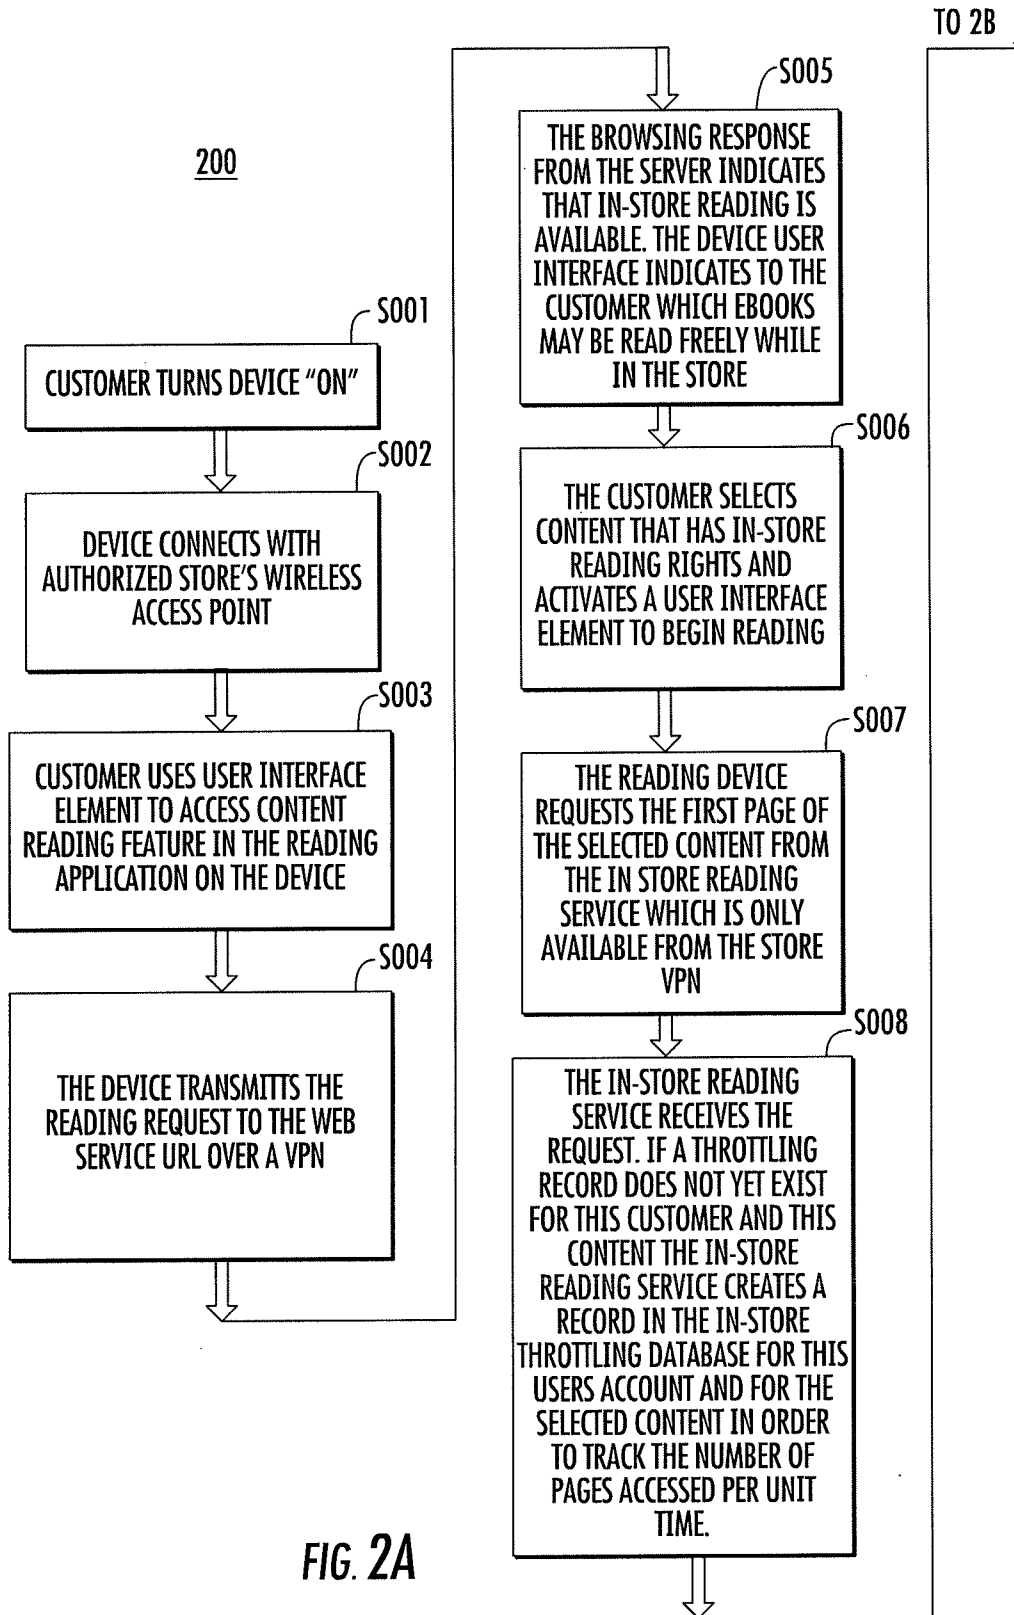 TO 2B
200
S001
CUSTOMER TURNS DEVICE “ON”
S002
DEVICE CONNECTS WITH
AUTHORIZED STORE'S WIRELESS
ACCESS POINT
S003
CUSTOMER USES USER INTERFACE
ELEMENT TO ACCESS CONTENT
READING FEATURE IN THE READING
APPLICATION ON THE DEVICE
S004
THE DEVICE TRANSMITTS THE
READING REQUEST TO THE WEB
SERVICE URL OVER A VPN
S005
THE BROWSING RESPONSE
FROM THE SERVER INDICATES
THAT IN-STORE READING IS
AVAILABLE. THE DEVICE USER
INTERFACE INDICATES TO THE
CUSTOMER WHICH EBOOKS
MAY BE READ FREELY WHILE
IN THE STORE
S006
THE CUSTOMER SELECTS
CONTENT THAT HAS IN-STORE
READING RIGHTS AND
ACTIVATES A USER INTERFACE
ELEMENT TO BEGIN READING
S007
THE READING DEVICE
REQUESTS THE FIRST PAGE OF
THE SELECTED CONTENT FROM
THE IN STORE READING
SERVICE WHICH IS ONLY
AVAILABLE FROM THE STORE
VPN
S008
THE IN-STORE READING
SERVICE RECEIVES THE
REQUEST. IF A THROTTLING
RECORD DOES NOT YET EXIST
FOR THIS CUSTOMER AND THIS
CONTENT THE IN-STORE
READING SERVICE CREATES A
RECORD IN THE IN-STORE
THROTTLING DATABASE FOR THIS
USERS ACCOUNT AND FOR THE
SELECTED CONTENT IN ORDER
TO TRACK THE NUMBER OF
PAGES ACCESSED PER UNIT
TIME.
FIG. 2A